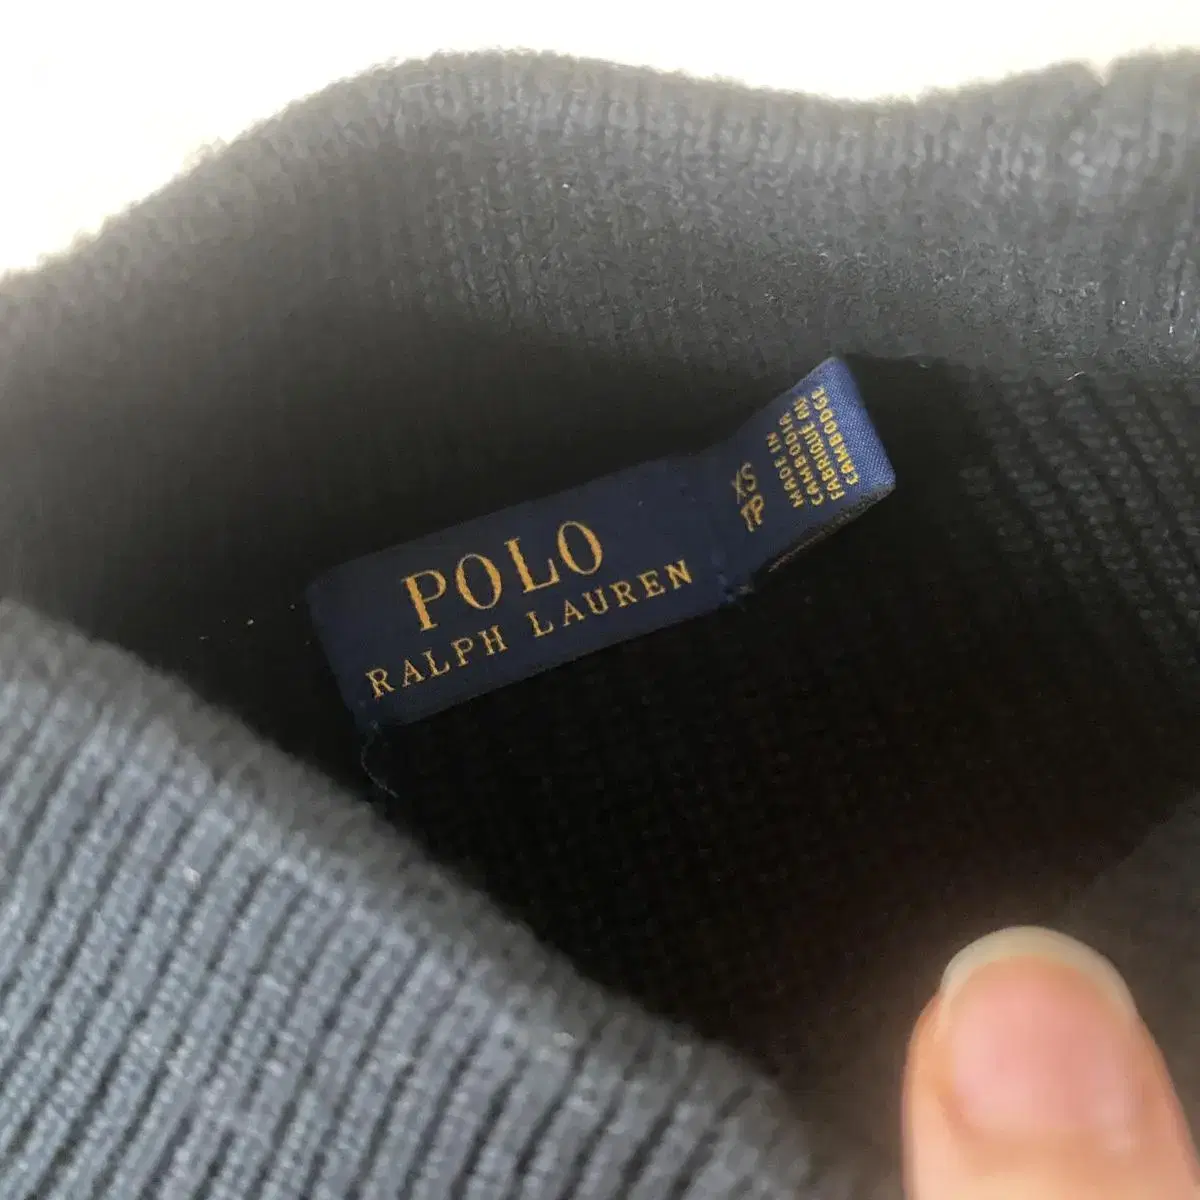 POLO
RALPH LAUREN
XS
TP
MADE IN
CAMBODIA
FABRIQUÉ AU
CAMBODGE